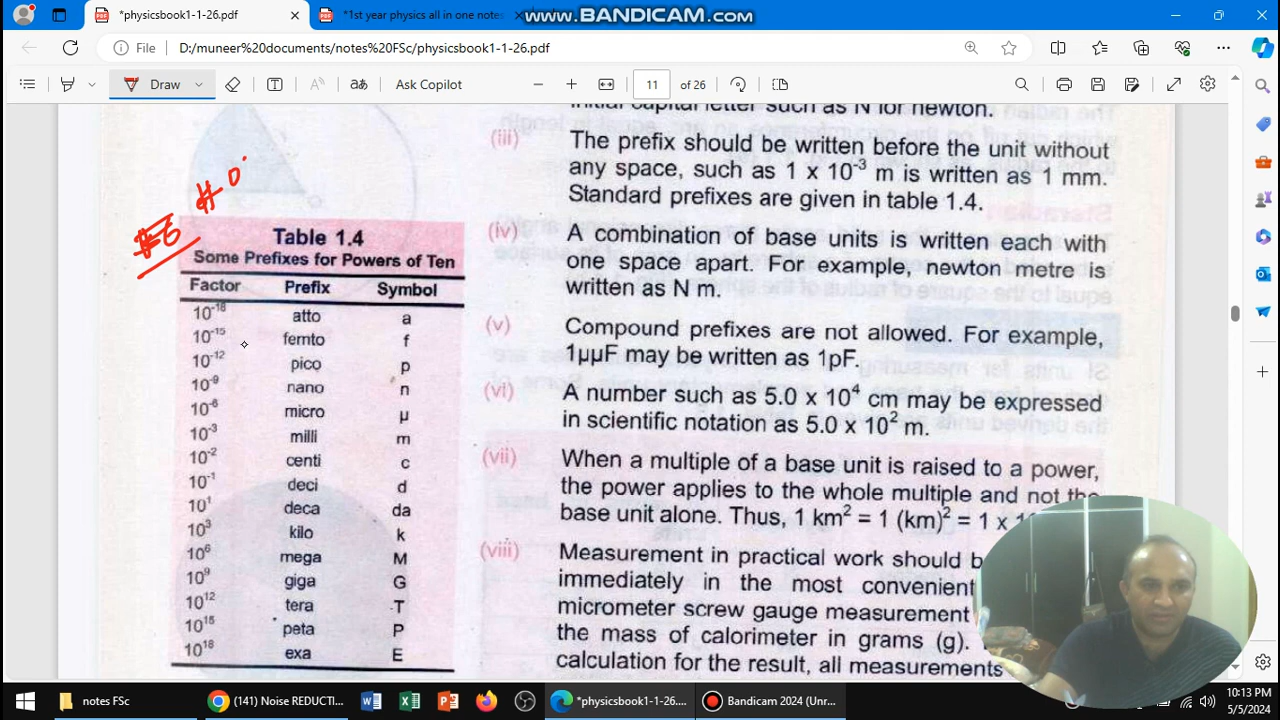 *physicsbook1-1-26.pdf
*1st year physics all in one notes
www.BANDICAM.com
File
D:/muneer%20documents/notes%20FSc/physicsbook1-1-26.pdf
Draw
Ask Copilot
11 of 26
#6
initial capital letter such as N for newton.
(iii) The prefix should be written before the unit without
any space, such as 1 x 10⁻³ m is written as 1 mm.
Standard prefixes are given in table 1.4.
(iv) A combination of base units is written each with
one space apart. For example, newton metre is
written as N m.
(v) Compound prefixes are not allowed. For example,
1μμF may be written as 1pF.
(vi) A number such as 5.0 x 10⁴ cm may be expressed
in scientific notation as 5.0 x 10² m.
(vii) When a multiple of a base unit is raised to a power,
the power applies to the whole multiple and not the
base unit alone. Thus, 1 km² = 1 (km)² = 1 x
(viii) Measurement in practical work should
immediately in the most convenient
micrometer screw gauge measurement
the mass of calorimeter in grams (g).
calculation for the result, all measurements
Table 1.4
Some Prefixes for Powers of Ten
Factor Prefix Symbol
10⁻¹⁸ atto a
10⁻¹⁵ femto f
10⁻¹² pico p
10⁻⁹ nano n
10⁻⁶ micro μ
10⁻³ milli m
10⁻² centi c
10⁻¹ deci d
10¹ deca da
10³ kilo k
10⁶ mega M
10⁹ giga G
10¹² tera T
10¹⁵ peta P
10¹⁸ exa E
notes FSc
(141) Noise REDUCTI...
*physicsbook1-1-26....
Bandicam 2024 (Unr...
10:13 PM
5/5/2024